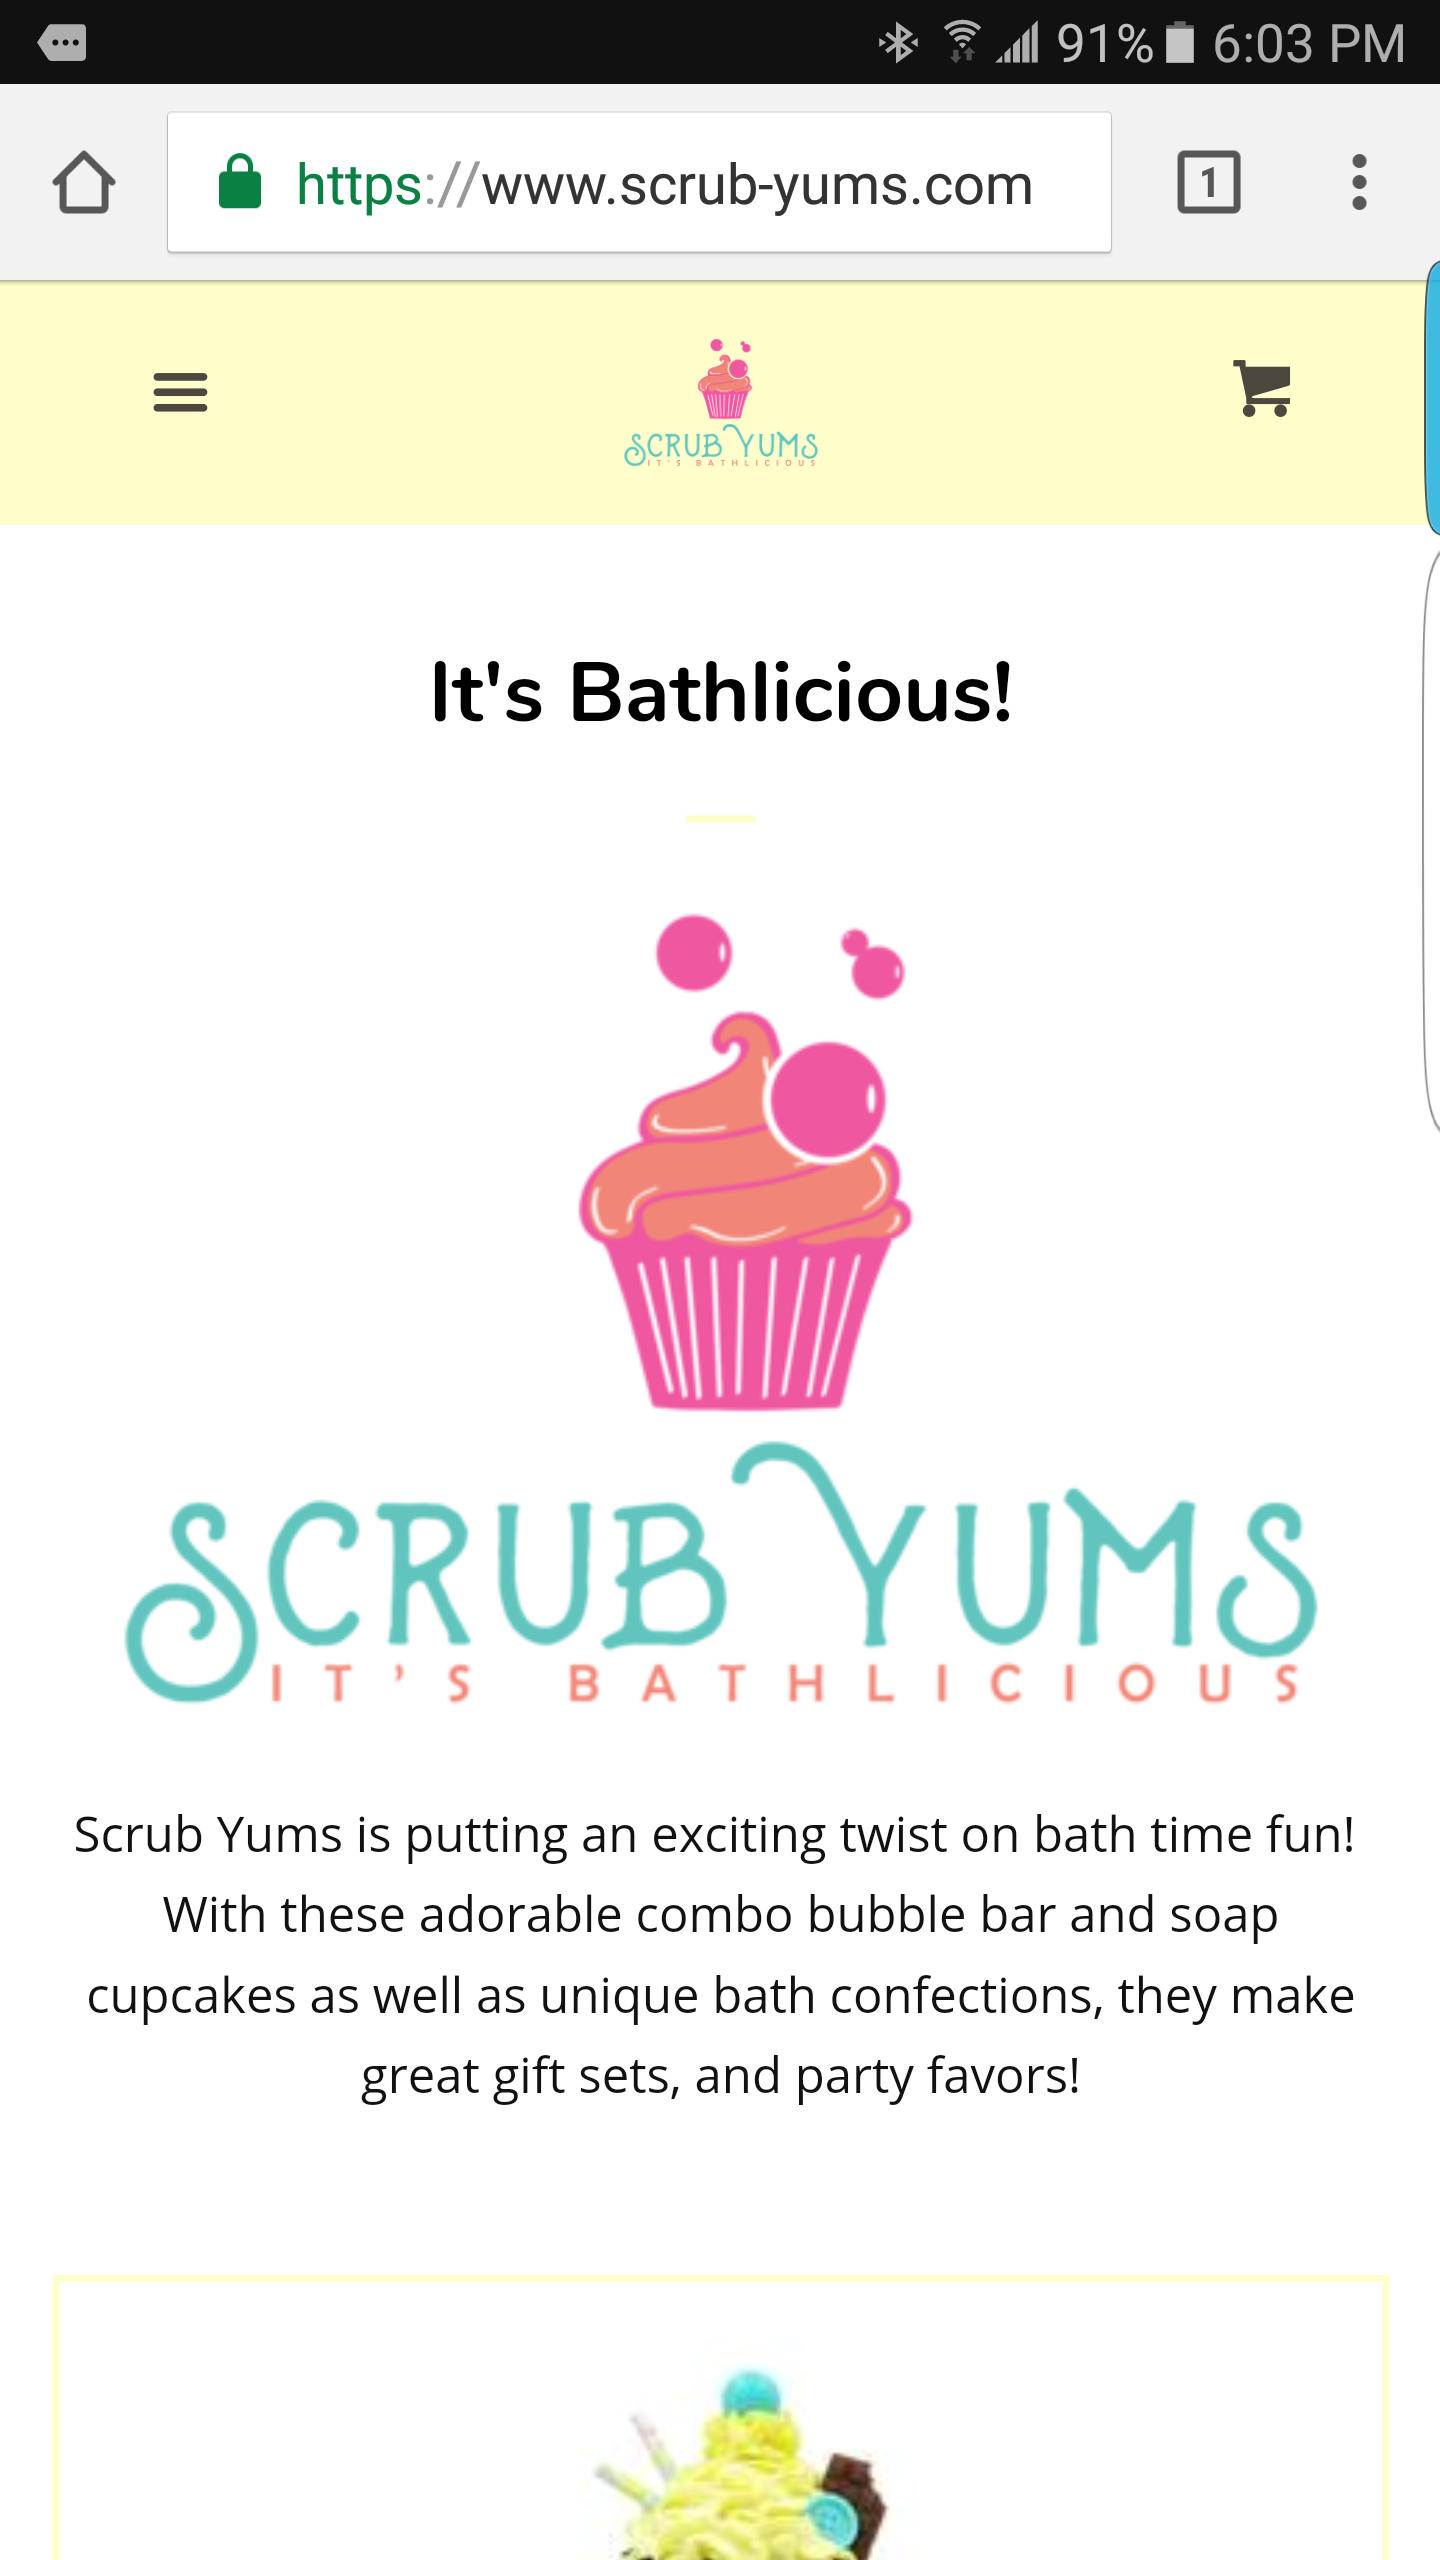 91% 6:03 PM
https://www.scrub-yums.com
1
SCRUB YUMS
IT'S BATHLICIOUS
It's Bathlicious!
SCRUB YUMS
IT'S BATHLICIOUS
Scrub Yums is putting an exciting twist on bath time fun!
With these adorable combo bubble bar and soap
cupcakes as well as unique bath confections, they make
great gift sets, and party favors!